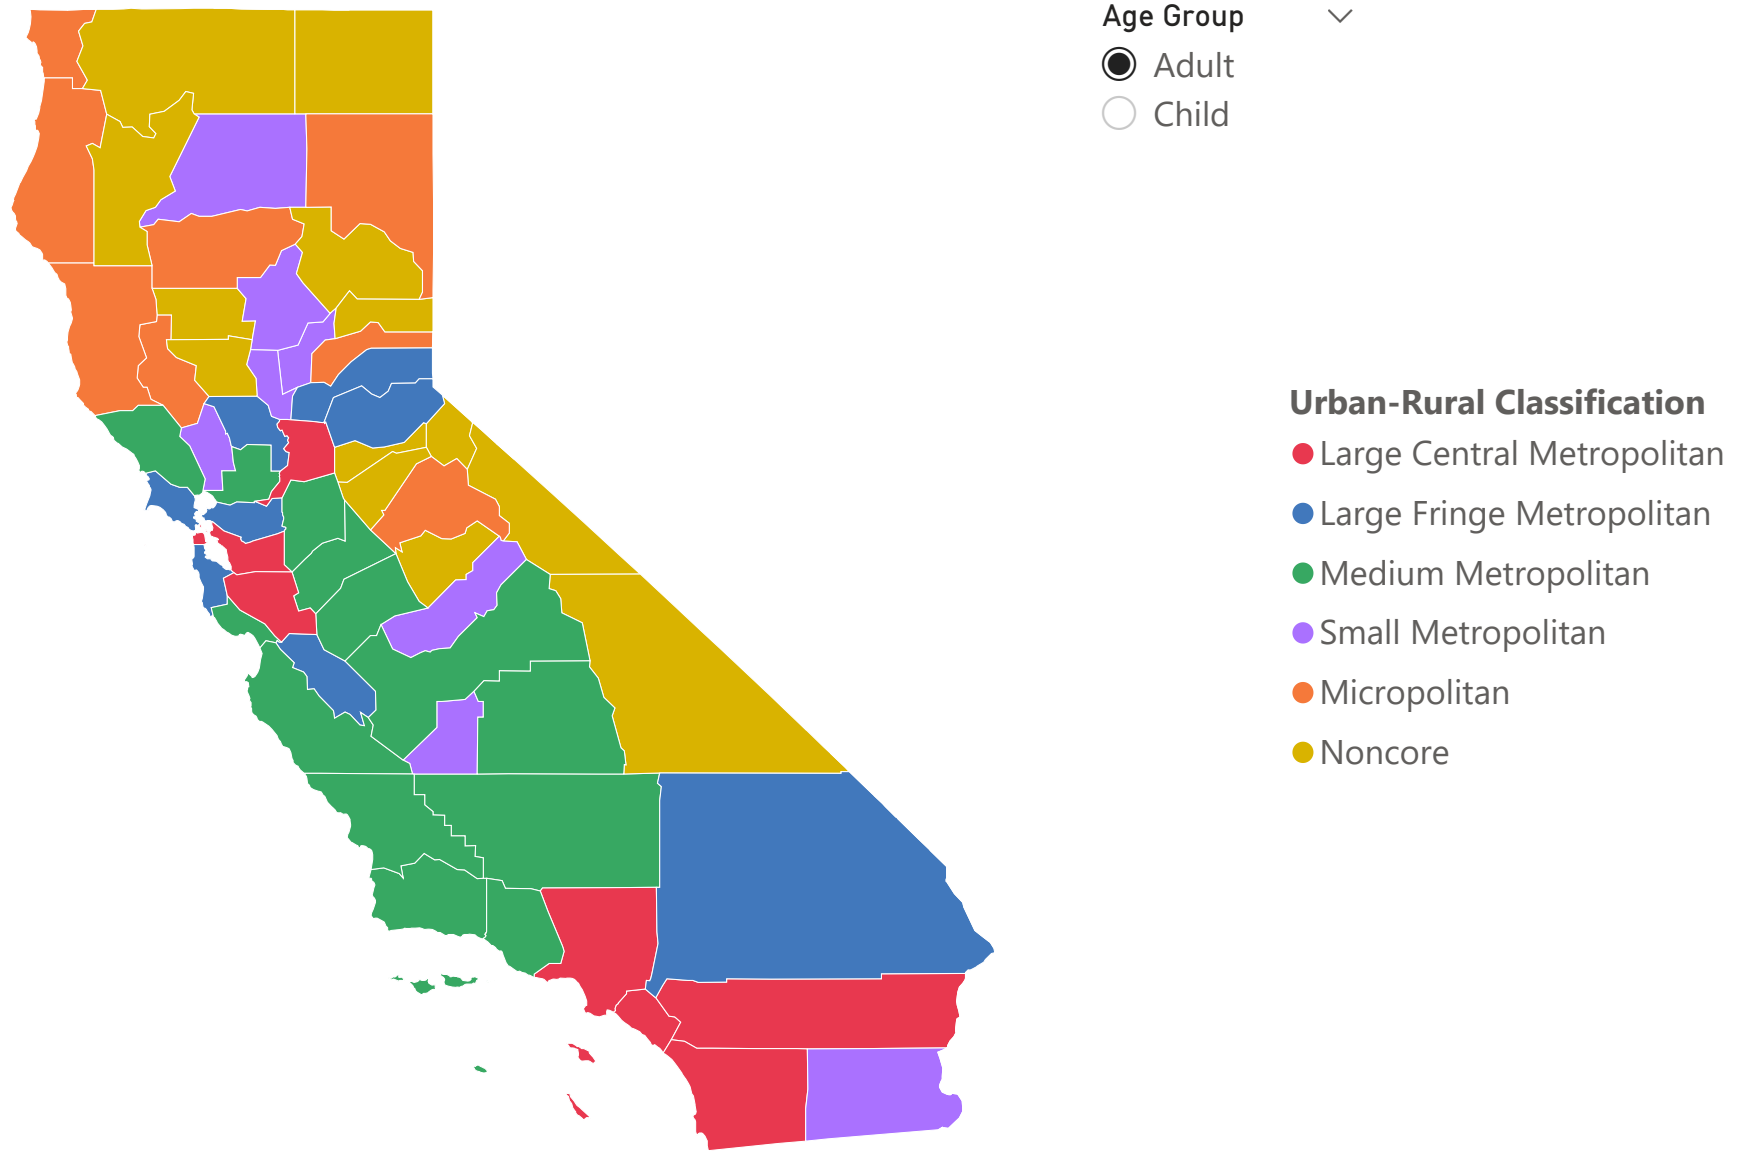 Age Group
Adult
Child
Urban-Rural Classification
Large Central Metropolitan
Large Fringe Metropolitan
Medium Metropolitan
Small Metropolitan
Micropolitan
Noncore